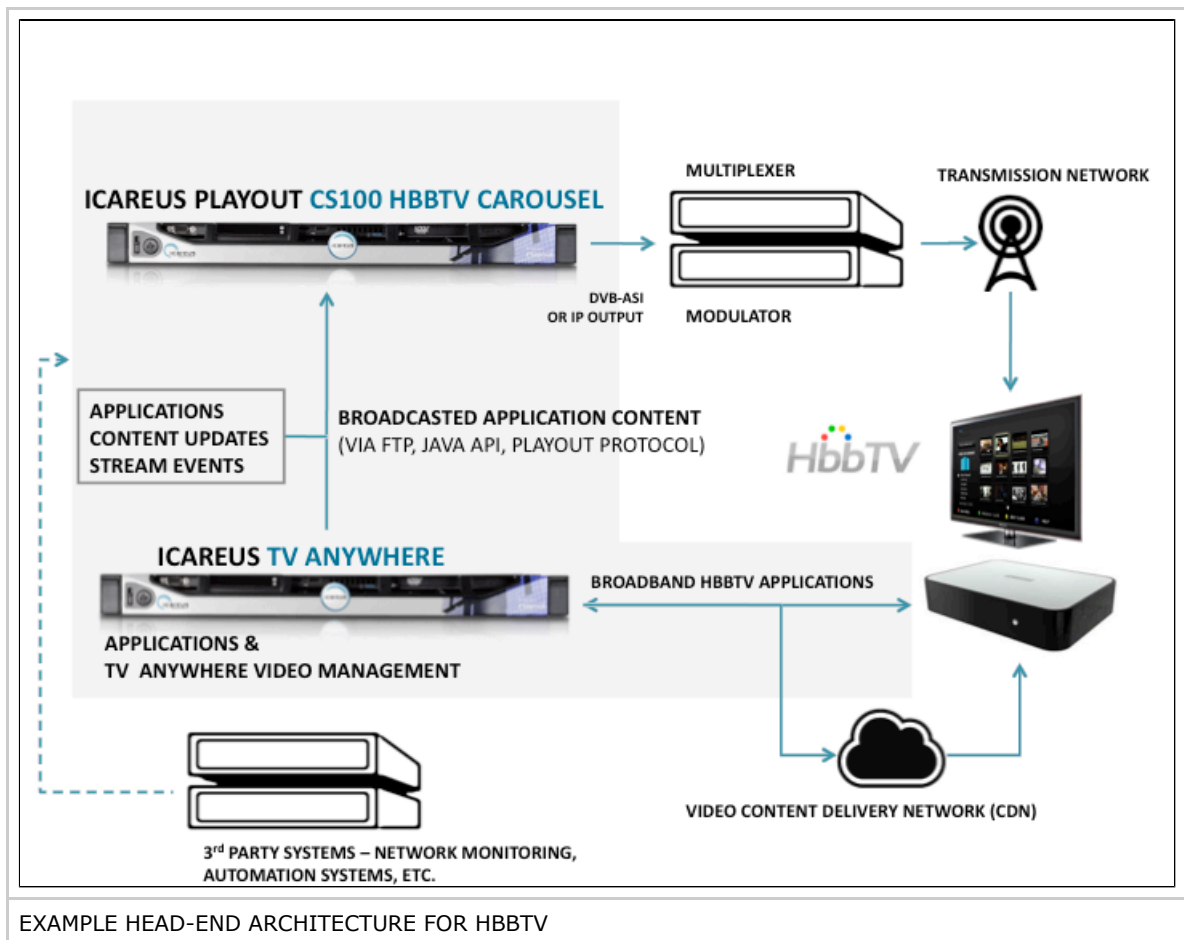 MULTIPLEXER
TRANSMISSION NETWORK
ICAREUS PLAYOUT CS100 HBBTV CAROUSEL
DVB-ASI
OR IP OUTPUT
MODULATOR
APPLICATIONS
CONTENT UPDATES
STREAM EVENTS
BROADCASTED APPLICATION CONTENT
(VIA FTP, JAVA API, PLAYOUT PROTOCOL)
HbbTV
ICAREUS TV ANYWHERE
BROADBAND HBBTV APPLICATIONS
APPLICATIONS &
TV ANYWHERE VIDEO MANAGEMENT
VIDEO CONTENT DELIVERY NETWORK (CDN)
3rd PARTY SYSTEMS – NETWORK MONITORING,
AUTOMATION SYSTEMS, ETC.
EXAMPLE HEAD-END ARCHITECTURE FOR HBBTV